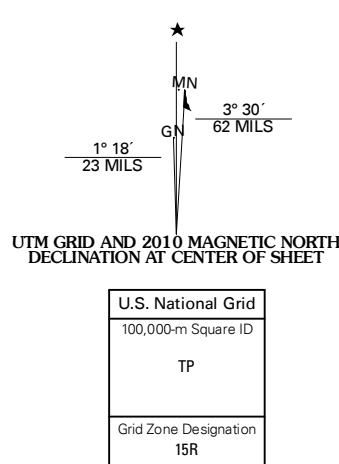 MN
GN
3° 30´
62 MILS
1° 18´
23 MILS
UTM GRID AND 2010 MAGNETIC NORTH
DECLINATION AT CENTER OF SHEET
U.S. National Grid
100,000-m Square ID
TP
Grid Zone Designation
15R